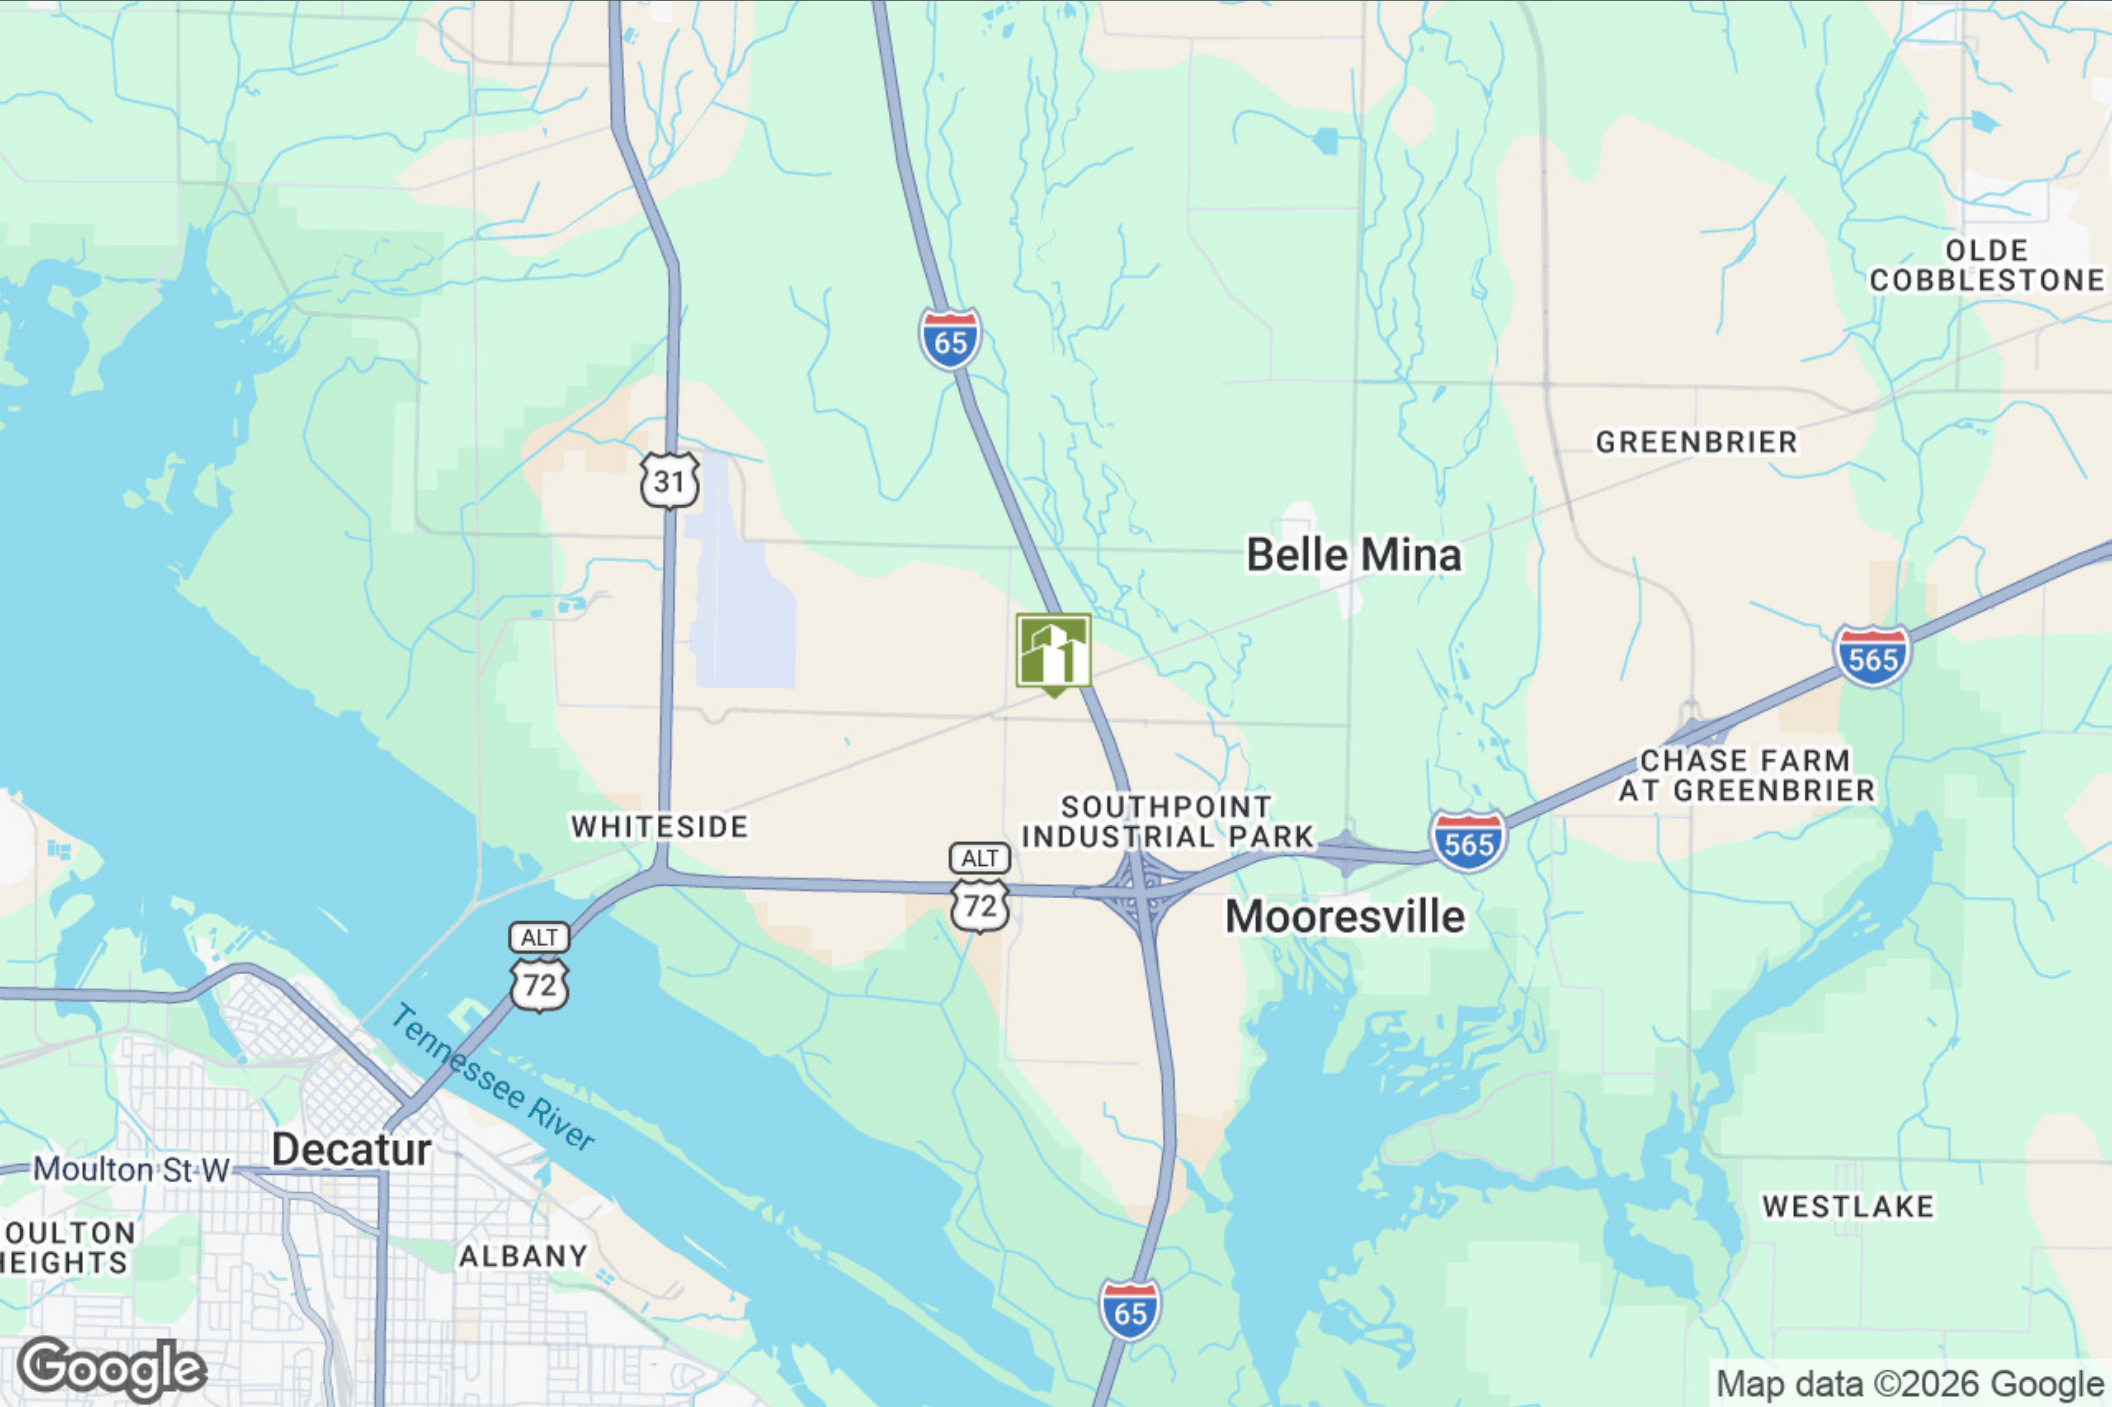 OLDE
COBBLESTONE
65
GREENBRIER
31
Belle Mina
565
CHASE FARM
AT GREENBRIER
SOUTHPOINT
INDUSTRIAL PARK
WHITESIDE
565
ALT
72
Mooresville
ALT
72
Tennessee River
Decatur
Moulton St W
WESTLAKE
OULTON
HEIGHTS
ALBANY
65
Google
Map data ©2026 Google